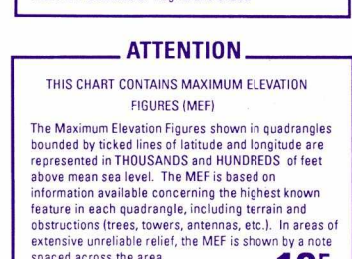 ATTENTION
THIS CHART CONTAINS MAXIMUM ELEVATION
FIGURES (MEF)
The Maximum Elevation Figures shown in quadrangles
bounded by ticked lines of latitude and longitude are
represented in THOUSANDS and HUNDREDS of feet
above mean sea level. The MEF is based on
information available concerning the highest known
feature in each quadrangle, including terrain and
obstructions (trees, towers, antennas, etc.). In areas of
extensive unreliable relief, the MEF is shown by a note
spaced across the area